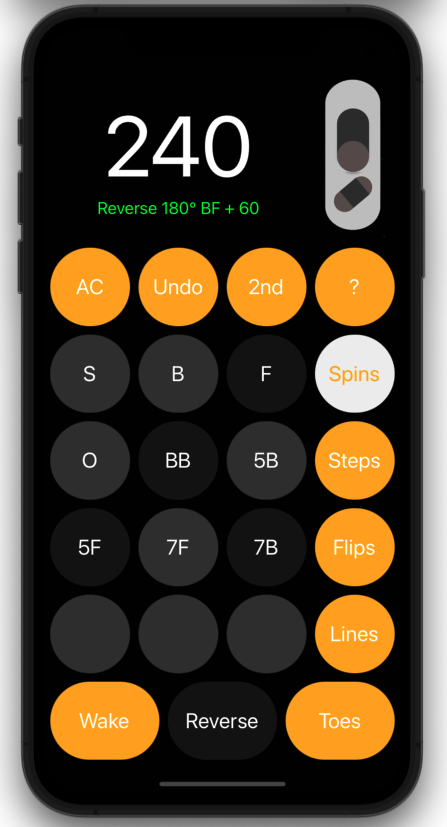 240
Reverse 180° BF + 60
AC Undo 2nd ?
S B F Spins
O BB 5B Steps
5F 7F 7B Flips
Lines
Wake Reverse Toes